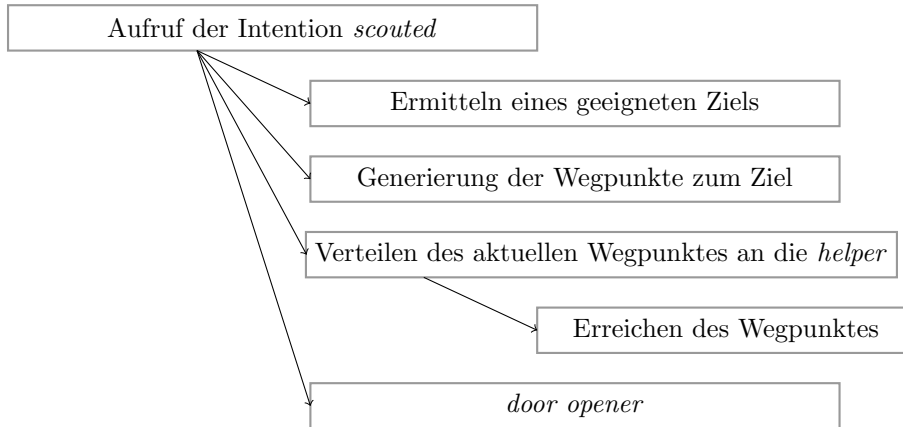 Aufruf der Intention scouted
Ermitteln eines geeigneten Ziels
Generierung der Wegpunkte zum Ziel
Verteilen des aktuellen Wegpunktes an die helper
Erreichen des Wegpunktes
door opener